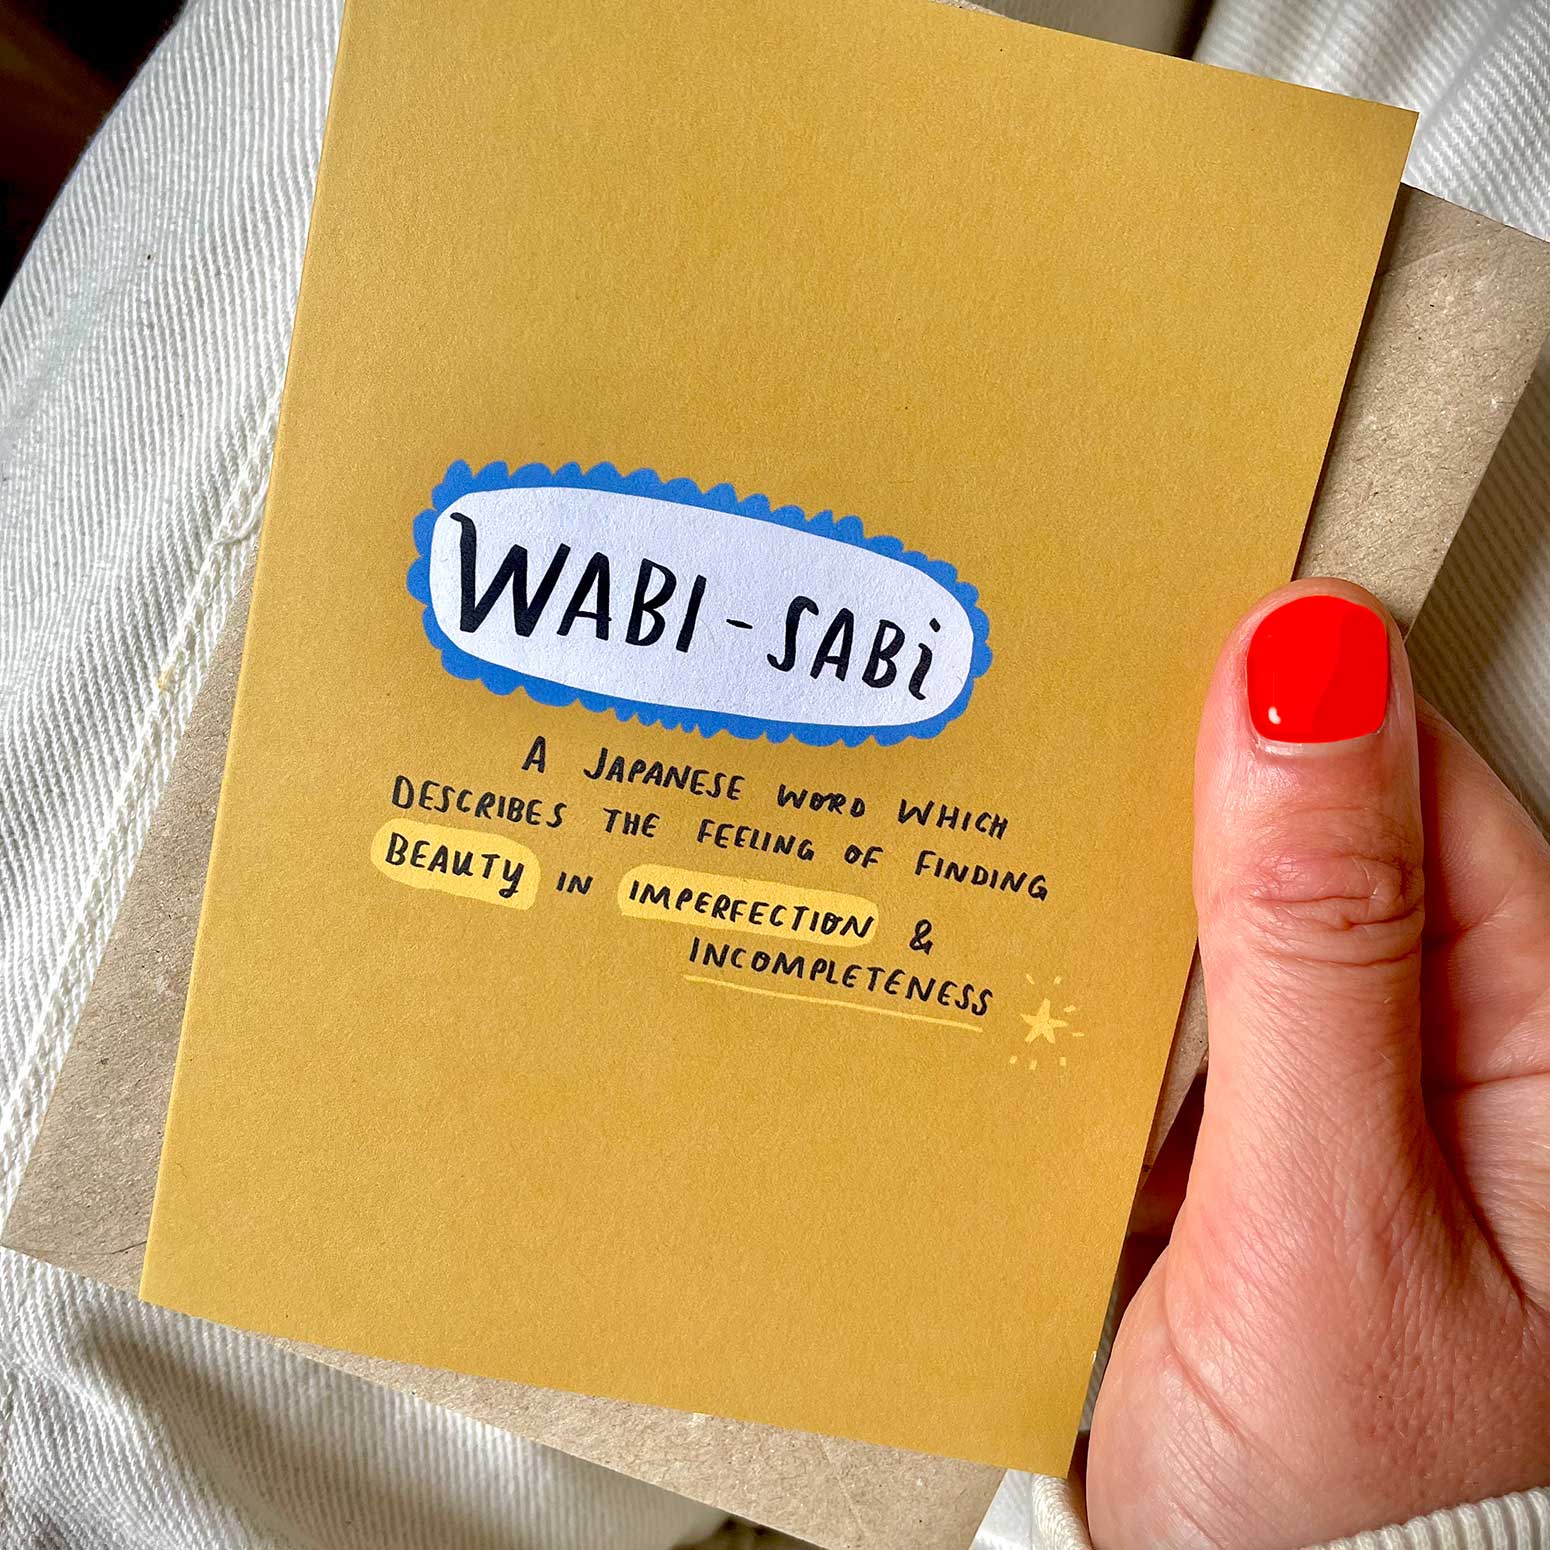 WABI-SABi
A JAPANESE WORD WHICH
DESCRIBES THE FEELING OF FINDING
BEAUTY IN IMPERFECTION &
INCOMPLETENESS